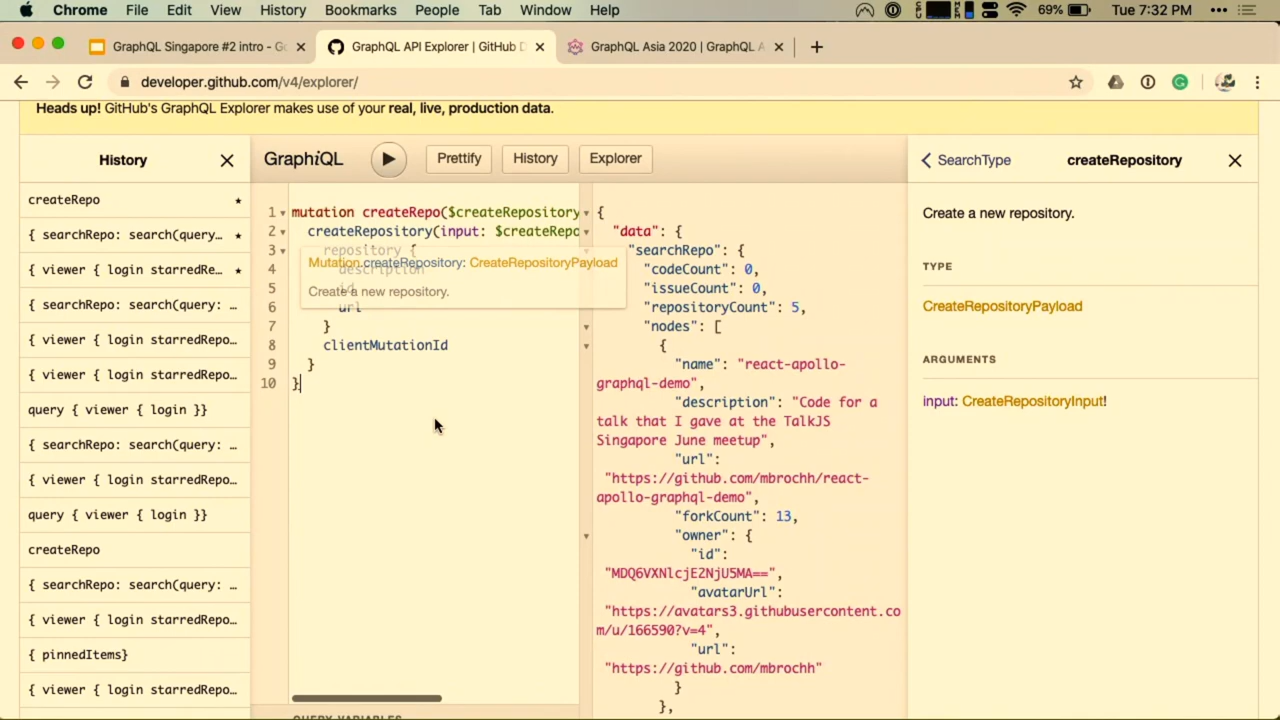 Chrome File Edit View History Bookmarks People Tab Window Help 69% Tue 7:32 PM
GraphQL Singapore #2 intro - Go
GraphQL API Explorer | GitHub D
GraphQL Asia 2020 | GraphQL A
developer.github.com/v4/explorer/
Heads up! GitHub's GraphQL Explorer makes use of your real, live, production data.
History
createRepo
{ searchRepo: search(query…
{ viewer { login starredRe…
{ searchRepo: search(query: …
{ viewer { login starredRepo…
{ viewer { login starredRepo…
query { viewer { login }}
{ searchRepo: search(query: …
{ viewer { login starredRepo…
query { viewer { login }}
createRepo
{ searchRepo: search(query: …
{ viewer { login starredRepo…
{ pinnedItems}
{ viewer { login starredRepo…
GraphiQL Prettify History Explorer
1 mutation createRepo($createRepository
2 createRepository(input: $createRepo
3 repository {
4 description
5 id
6 url
7 }
8 clientMutationId
9 }
10 }
Mutation.createRepository: CreateRepositoryPayload
Create a new repository.
QUERY VARIABLES
{
"data": {
"searchRepo": {
"codeCount": 0,
"issueCount": 0,
"repositoryCount": 5,
"nodes": [
{
"name": "react-apollo-
graphql-demo",
"description": "Code for a
talk that I gave at the TalkJS
Singapore June meetup",
"url":
"https://github.com/mbrochh/react-
apollo-graphql-demo",
"forkCount": 13,
"owner": {
"id":
"MDQ6VXNlcjE2NjU5MA==",
"avatarUrl":
"https://avatars3.githubusercontent.co
m/u/166590?v=4",
"url":
"https://github.com/mbrochh"
}
},
SearchType createRepository
Create a new repository.
TYPE
CreateRepositoryPayload
ARGUMENTS
input: CreateRepositoryInput!